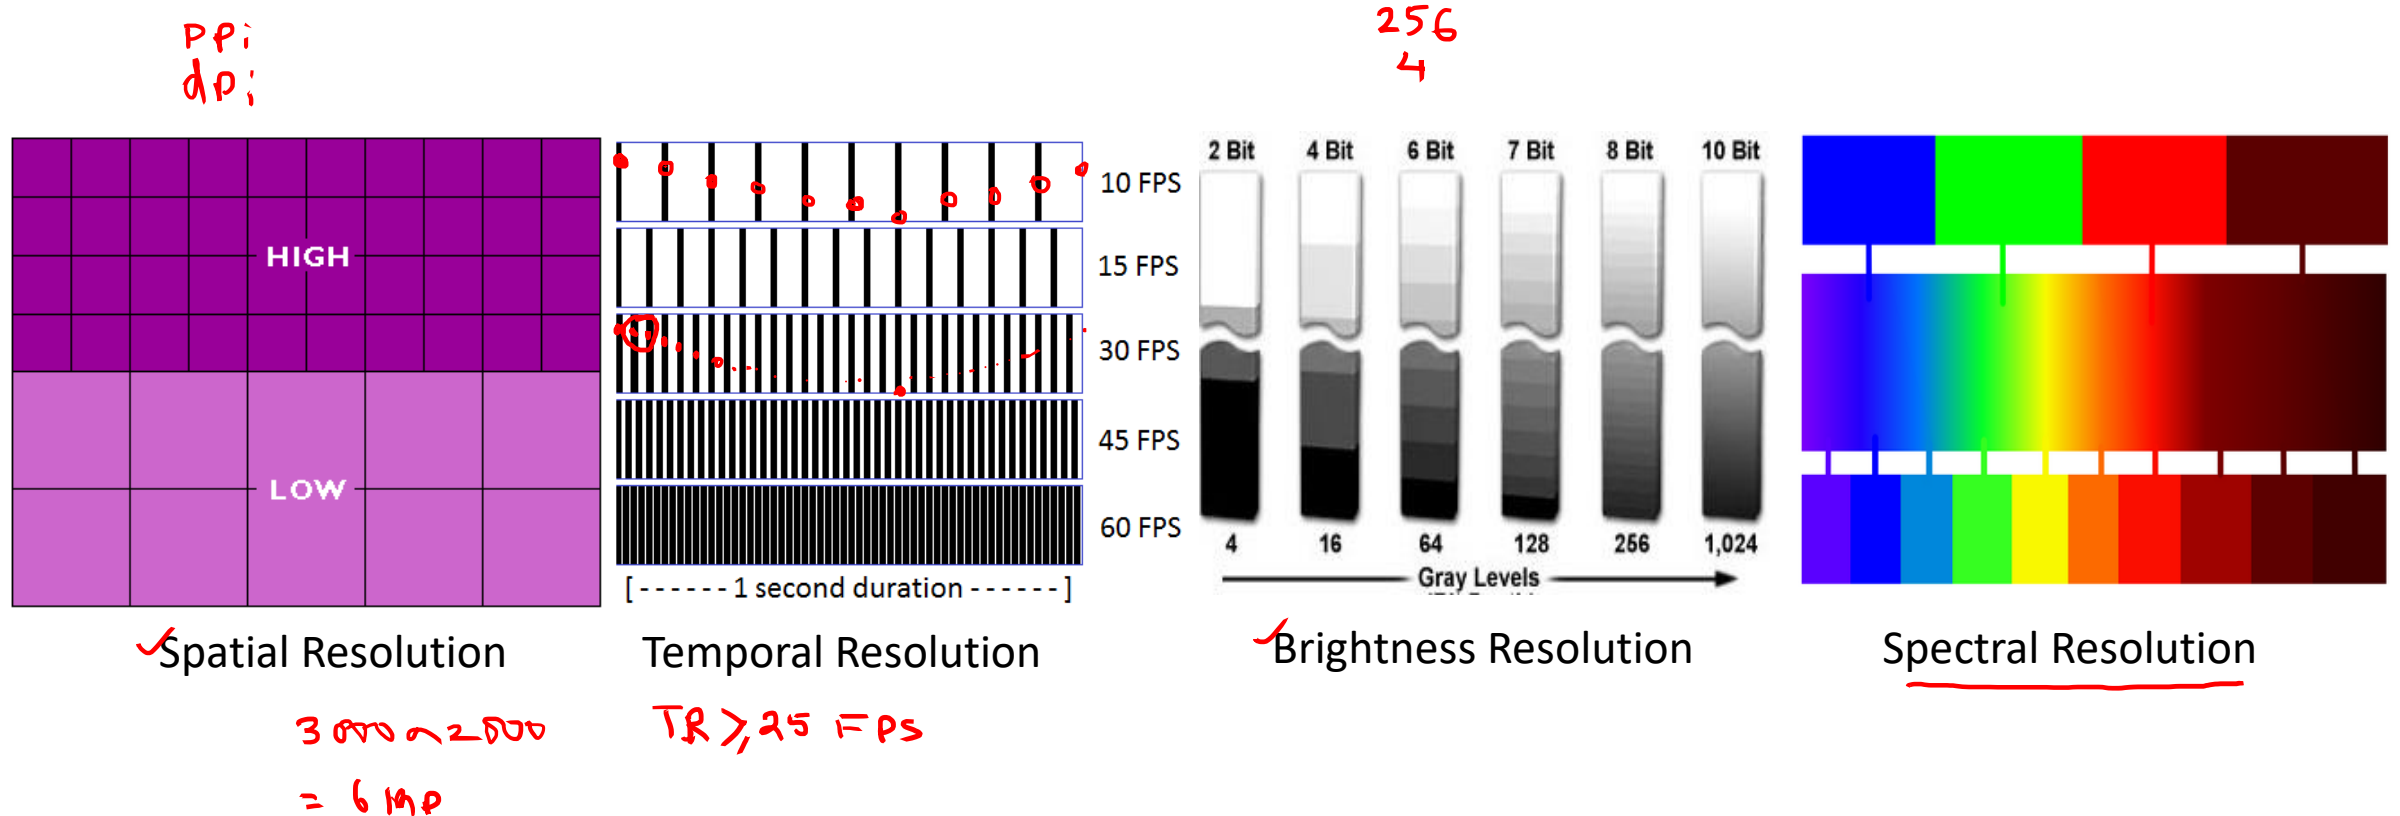 ppi
dpi
HIGH
LOW
Spatial Resolution
3000 × 2000
= 6 mp
10 FPS
15 FPS
30 FPS
45 FPS
60 FPS
[ - - - - - - 1 second duration - - - - - - ]
Temporal Resolution
TR ≥ 25 FPS
256
4
2 Bit 4 Bit 6 Bit 7 Bit 8 Bit 10 Bit
4 16 64 128 256 1,024
Gray Levels
Brightness Resolution
Spectral Resolution